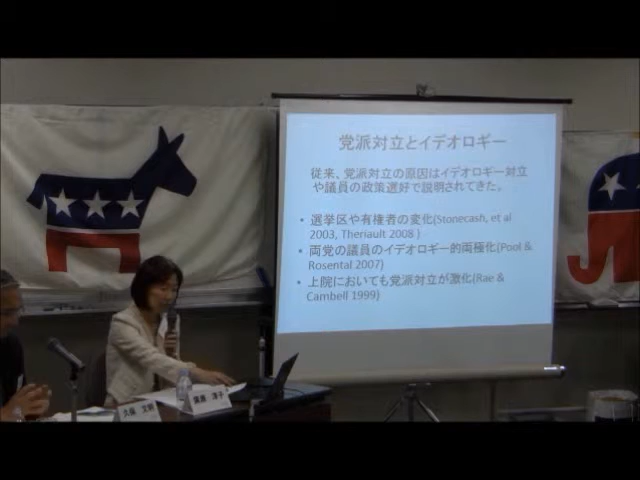 党派対立とイデオロギー
従来、党派対立の原因はイデオロギー対立
や議員の政策選好で説明されてきた。
• 選挙区や有権者の変化(Stonecash, et al
2003, Theriault 2008 )
• 両党の議員のイデオロギー的両極化(Pool &
Rosental 2007)
• 上院においても党派対立が激化(Rae &
Cambell 1999)
久保 文明